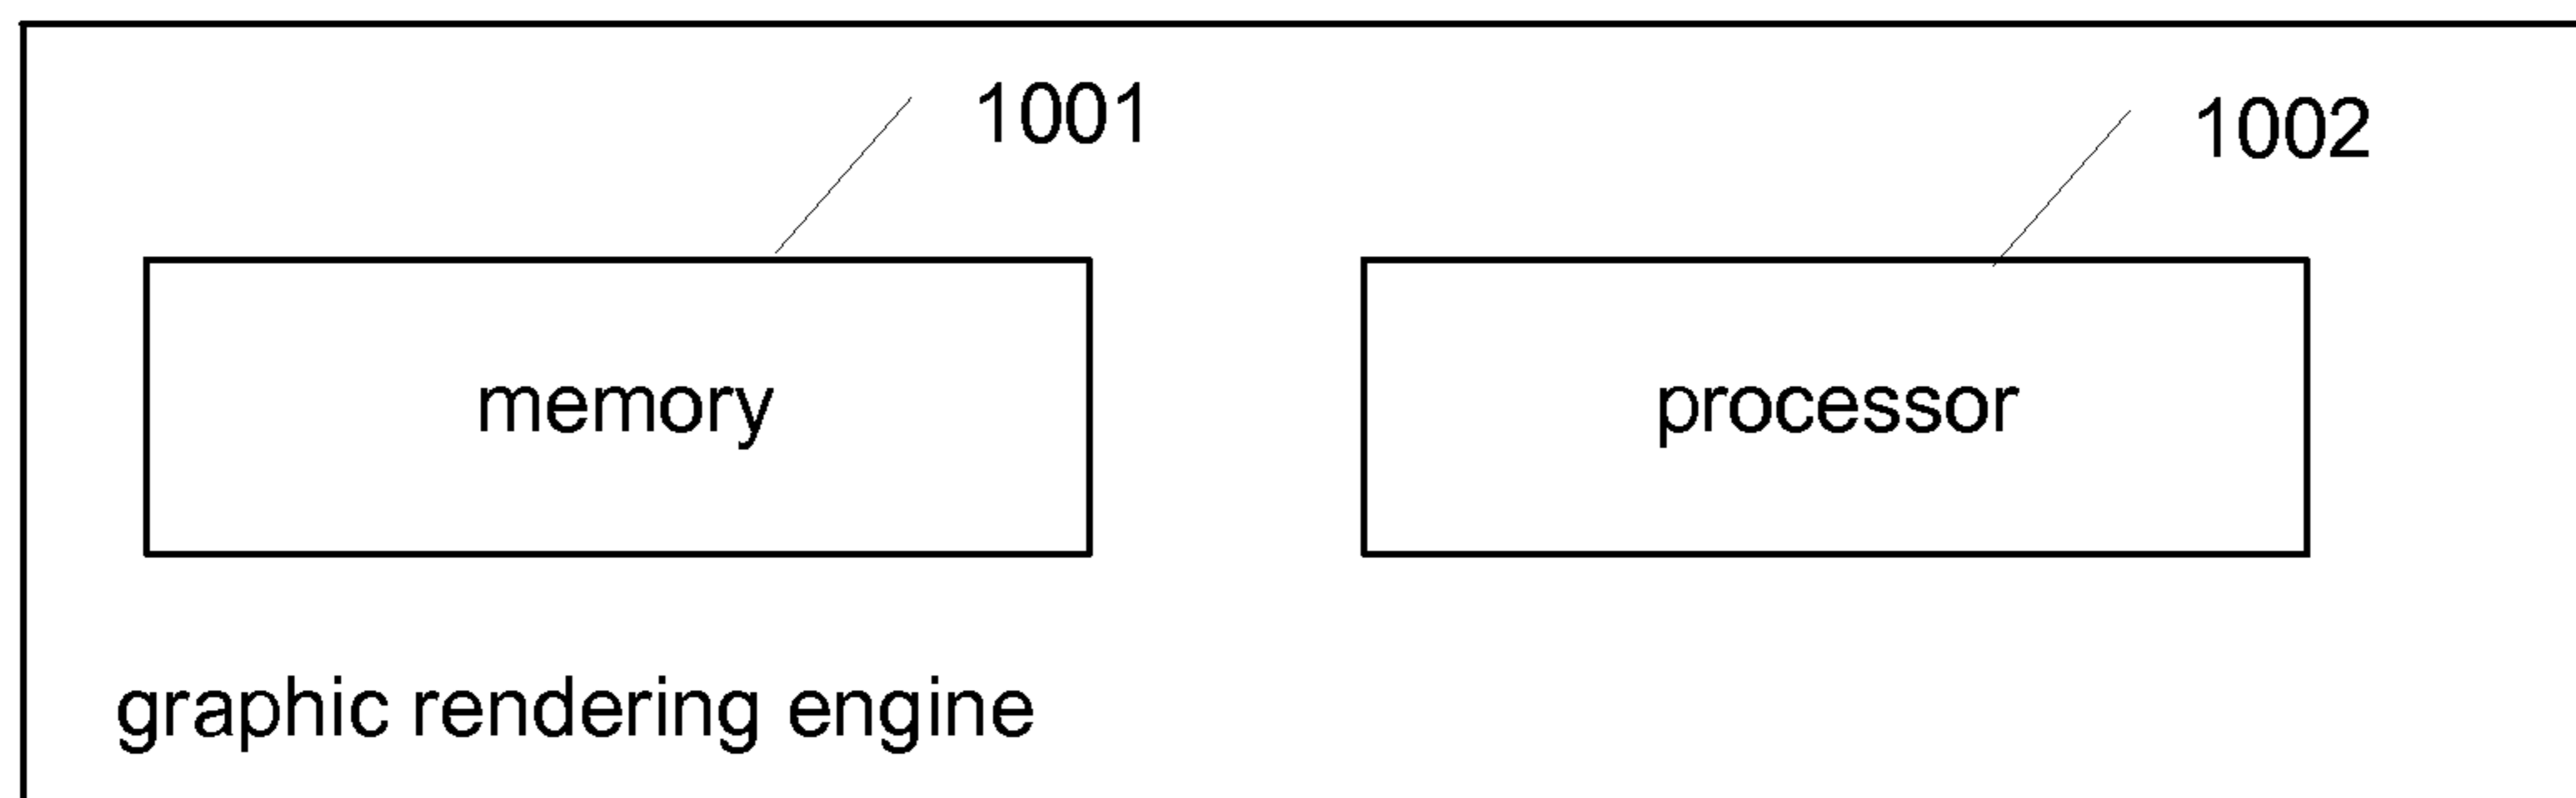 1001
1002
memory
processor
graphic rendering engine